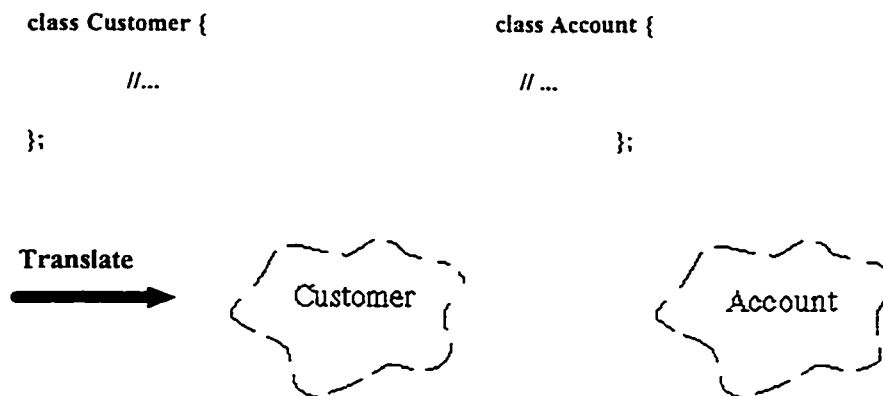 class Customer {
class Account {
//...
// ...
};
};
Translate
Customer
Account